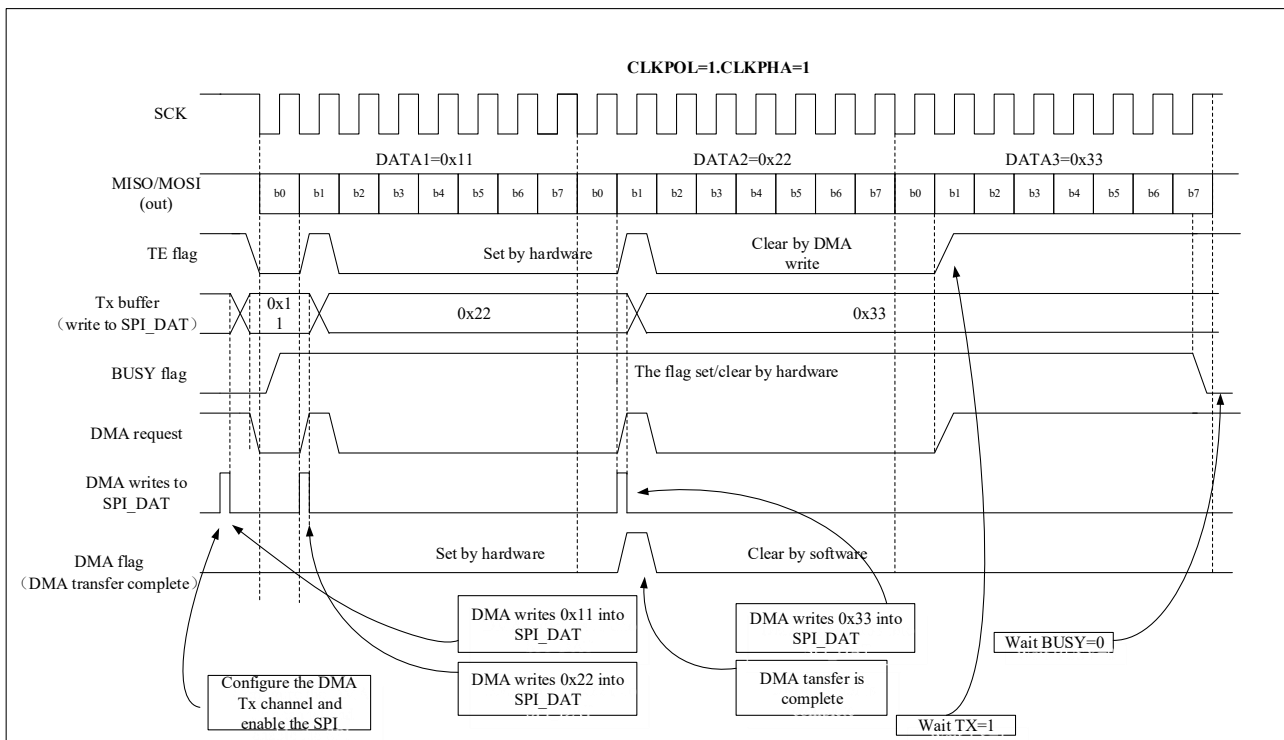 CLKPOL=1.CLKPHA=1
SCK
DATA1=0x11
DATA2=0x22
DATA3=0x33
MISO/MOSI
(out)
b0
b1
b2
b3
b4
b5
b6
b7
b0
b1
b2
b3
b4
b5
b6
b7
b0
b1
b2
b3
b4
b5
b6
b7
TE flag
Set by hardware
Clear by DMA
write
Tx buffer
（write to SPI_DAT）
0x1
1
0x22
0x33
BUSY flag
The flag set/clear by hardware
DMA request
DMA writes to
SPI_DAT
DMA flag
（DMA transfer complete）
Set by hardware
Clear by software
DMA writes 0x11 into
SPI_DAT
DMA writes 0x33 into
SPI_DAT
Wait BUSY=0
Configure the DMA
Tx channel and
enable the SPI
DMA writes 0x22 into
SPI_DAT
DMA tansfer is
complete
Wait TX=1